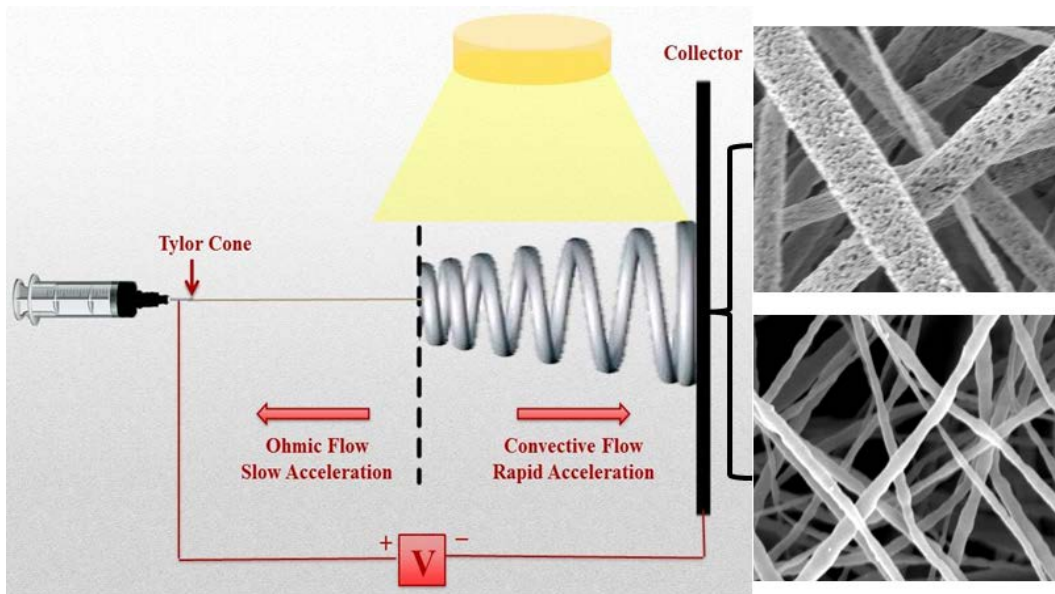 Collector
Tylor Cone
Ohmic Flow
Slow Acceleration
Convective Flow
Rapid Acceleration
+ V −